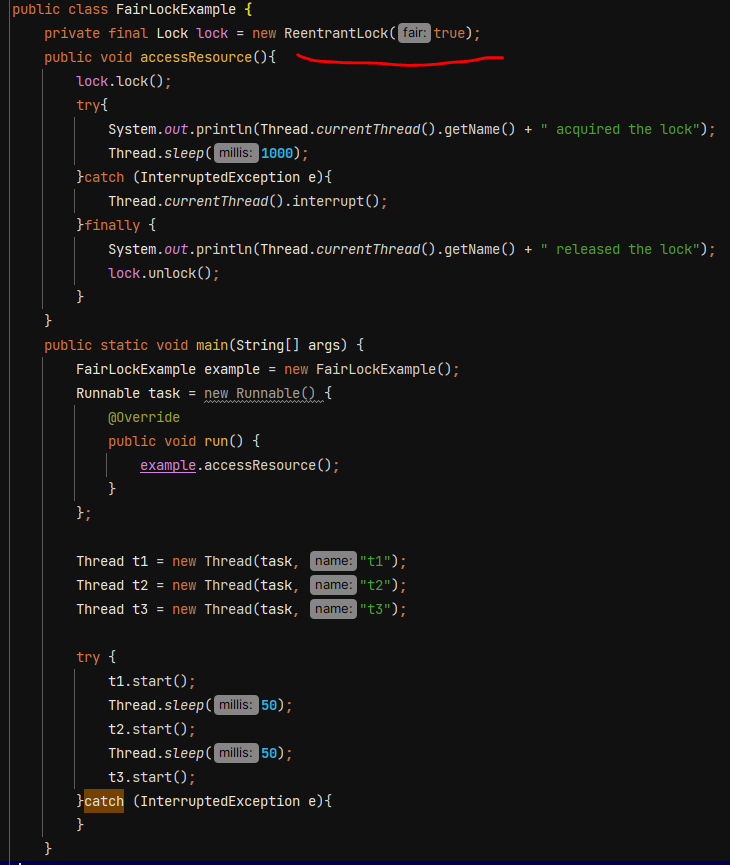 public class FairLockExample {
    private final Lock lock = new ReentrantLock( fair: true);
    public void accessResource(){
        lock.lock();
        try{
            System.out.println(Thread.currentThread().getName() + " acquired the lock");
            Thread.sleep( millis: 1000);
        }catch (InterruptedException e){
            Thread.currentThread().interrupt();
        }finally {
            System.out.println(Thread.currentThread().getName() + " released the lock");
            lock.unlock();
        }
    }
    public static void main(String[] args) {
        FairLockExample example = new FairLockExample();
        Runnable task = new Runnable() {
            @Override
            public void run() {
                example.accessResource();
            }
        };

        Thread t1 = new Thread(task, name: "t1");
        Thread t2 = new Thread(task, name: "t2");
        Thread t3 = new Thread(task, name: "t3");

        try {
            t1.start();
            Thread.sleep( millis: 50);
            t2.start();
            Thread.sleep( millis: 50);
            t3.start();
        }catch (InterruptedException e){
        }
    }